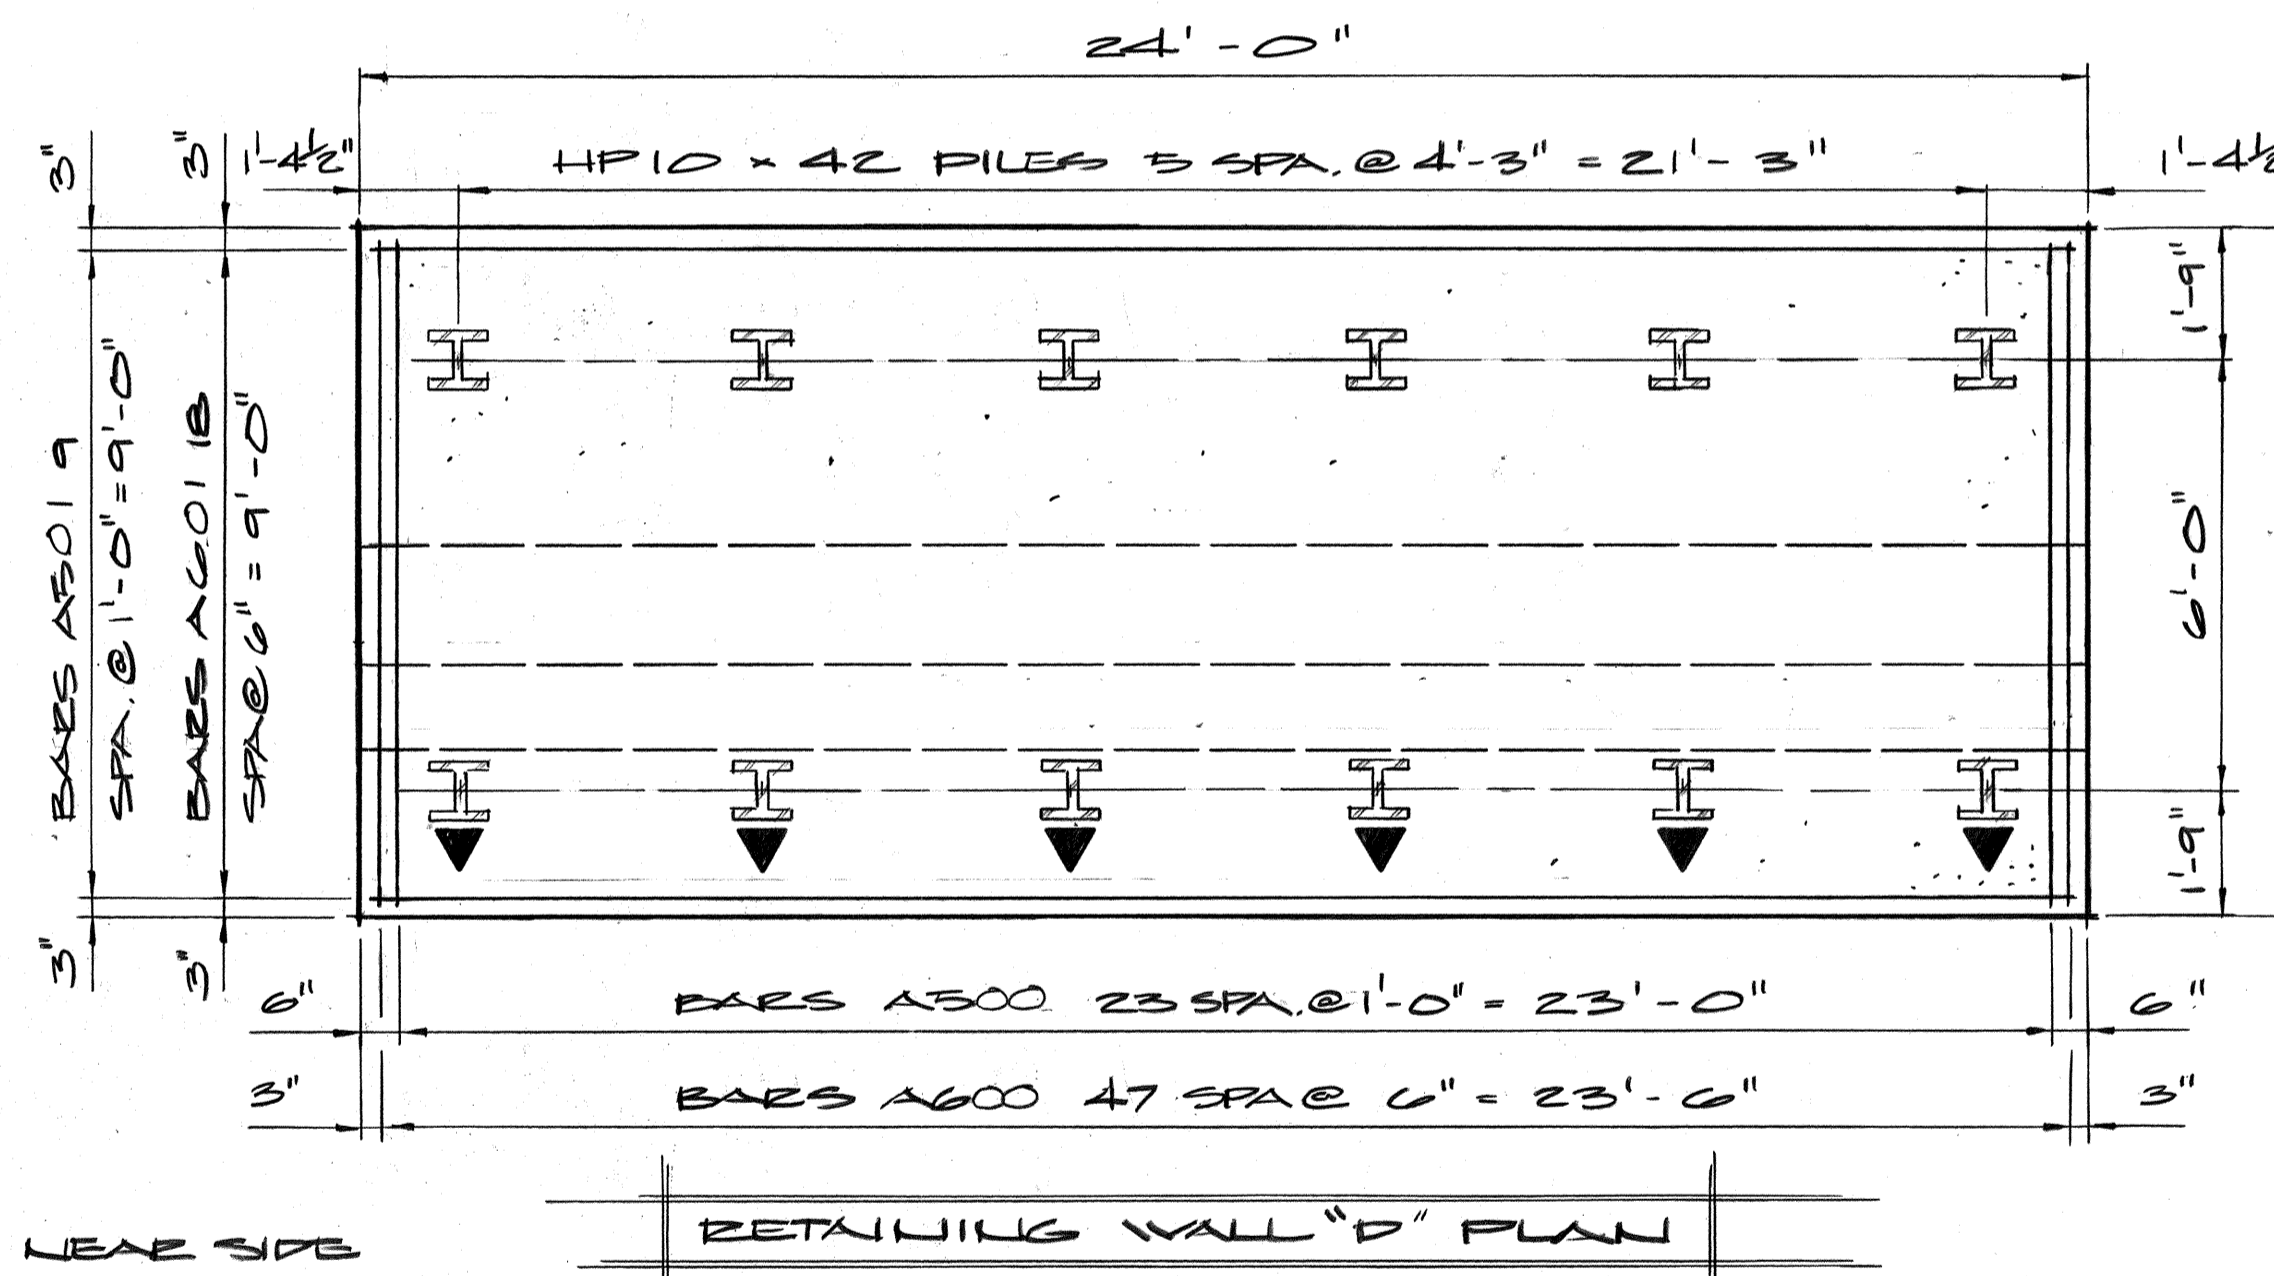 24'-0"
3"
3"
1'-4½"
HP10 x 42 PILES 5 SPA. @ 4'-3" = 21'-3"
1'-4½
1'-9"
6'-0"
1'-9"
BARS A501 9
SPA. @ 1'-0" = 9'-0"
BARS A601 18
SPA @ 6" = 9'-0"
3"
3"
6"
BARS A500 23 SPA. @ 1'-0" = 23'-0"
6"
3"
BARS A600 47 SPA @ 6" = 23'-6"
3"
NEAR SIDE
RETAINING WALL "D" PLAN